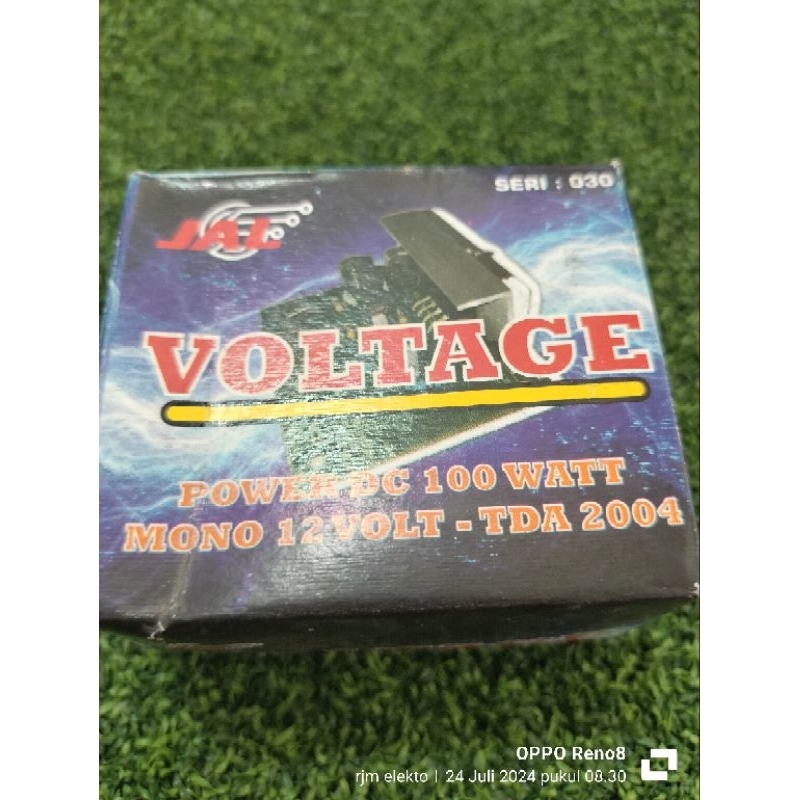 SERI : 030
JAL
VOLTAGE
POWER DC 100 WATT
MONO 12 VOLT - TDA 2004
OPPO Reno8
rjm elekto | 24 Juli 2024 pukul 08.30